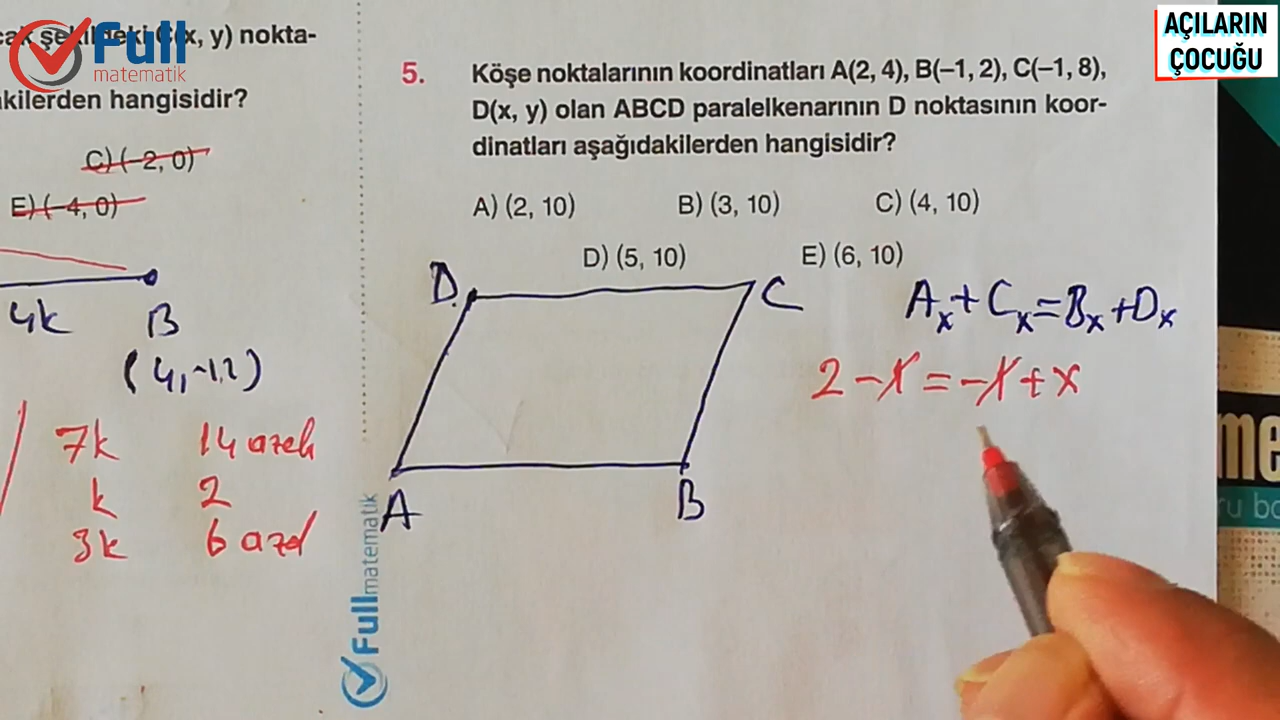 Full
matematik
şekildeki C(x, y) nokta-
hangisidir?
C) (-2, 0)
E) (-4, 0)
4k
B
(4, -12)
7k 14 azalı
k 2
3k 6 azal
AÇILARIN
ÇOCUĞU
5. Köşe noktalarının koordinatları A(2, 4), B(–1, 2), C(–1, 8),
D(x, y) olan ABCD paralelkenarının D noktasının koor-
dinatları aşağıdakilerden hangisidir?
A) (2, 10) B) (3, 10) C) (4, 10)
D) (5, 10) E) (6, 10)
D C
A B
Ax + Cx = Bx + Dx
2 - 1 = -1 + x
Full matematik